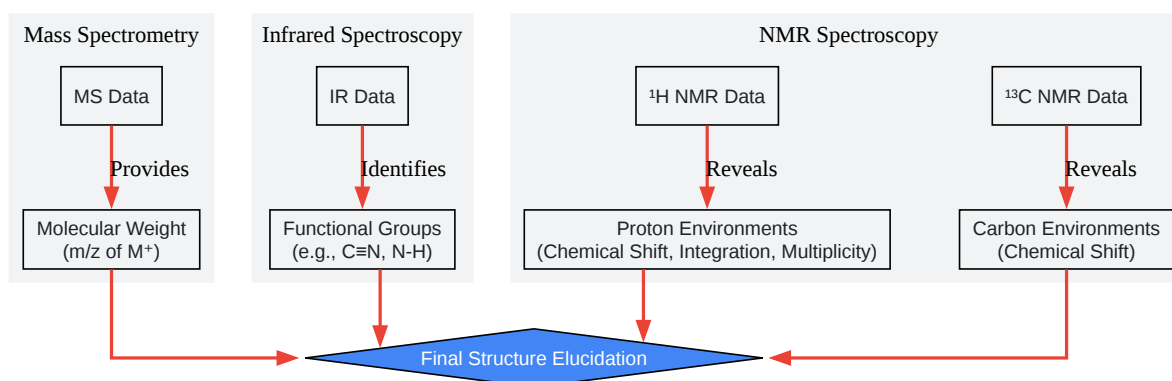 Mass Spectrometry
Infrared Spectroscopy
NMR Spectroscopy
MS Data
IR Data
¹H NMR Data
¹³C NMR Data
Provides
Identifies
Reveals
Reveals
Molecular Weight
(m/z of M⁺)
Functional Groups
(e.g., C≡N, N-H)
Proton Environments
(Chemical Shift, Integration, Multiplicity)
Carbon Environments
(Chemical Shift)
Final Structure Elucidation